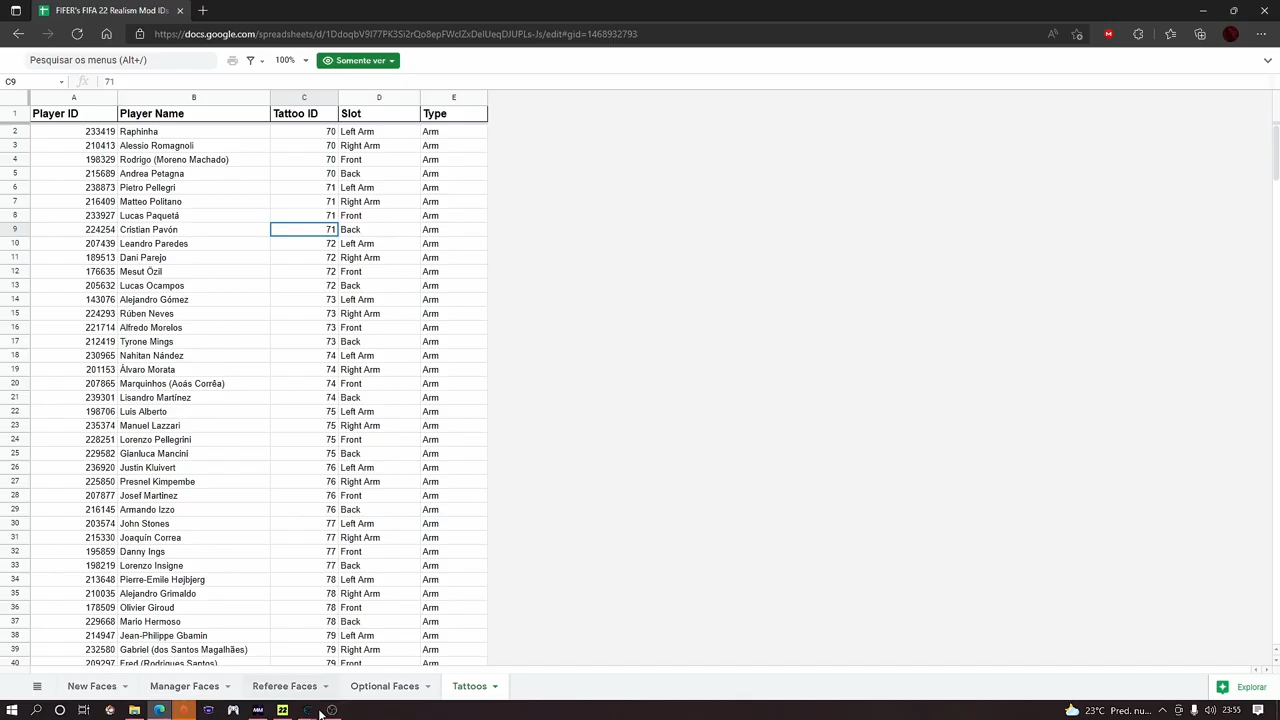 FIFER's FIFA 22 Realism Mod IDs
https://docs.google.com/spreadsheets/d/1DdoqbV9I77PK3Si2rQo8epFWcIZxDeIUeqDJUPLs-Js/edit#gid=1468932793
Pesquisar os menus (Alt+/) 100% Somente ver
C9 fx 71
A B C D E
1 Player ID Player Name Tattoo ID Slot Type
2 233419 Raphinha 70 Left Arm Arm
3 210413 Alessio Romagnoli 70 Right Arm Arm
4 198329 Rodrigo (Moreno Machado) 70 Front Arm
5 215689 Andrea Petagna 70 Back Arm
6 238873 Pietro Pellegri 71 Left Arm Arm
7 216409 Matteo Politano 71 Right Arm Arm
8 233927 Lucas Paquetá 71 Front Arm
9 224254 Cristian Pavón 71 Back Arm
10 207439 Leandro Paredes 72 Left Arm Arm
11 189513 Dani Parejo 72 Right Arm Arm
12 176635 Mesut Özil 72 Front Arm
13 205632 Lucas Ocampos 72 Back Arm
14 143076 Alejandro Gómez 73 Left Arm Arm
15 224293 Rúben Neves 73 Right Arm Arm
16 221714 Alfredo Morelos 73 Front Arm
17 212419 Tyrone Mings 73 Back Arm
18 230965 Nahitan Nández 74 Left Arm Arm
19 201153 Álvaro Morata 74 Right Arm Arm
20 207865 Marquinhos (Aoás Corrêa) 74 Front Arm
21 239301 Lisandro Martínez 74 Back Arm
22 198706 Luis Alberto 75 Left Arm Arm
23 235374 Manuel Lazzari 75 Right Arm Arm
24 228251 Lorenzo Pellegrini 75 Front Arm
25 229582 Gianluca Mancini 75 Back Arm
26 236920 Justin Kluivert 76 Left Arm Arm
27 225850 Presnel Kimpembe 76 Right Arm Arm
28 207877 Josef Martinez 76 Front Arm
29 216145 Armando Izzo 76 Back Arm
30 203574 John Stones 77 Left Arm Arm
31 215330 Joaquín Correa 77 Right Arm Arm
32 195859 Danny Ings 77 Front Arm
33 198219 Lorenzo Insigne 77 Back Arm
34 213648 Pierre-Emile Højbjerg 78 Left Arm Arm
35 210035 Alejandro Grimaldo 78 Right Arm Arm
36 178509 Olivier Giroud 78 Front Arm
37 229668 Mario Hermoso 78 Back Arm
38 214947 Jean-Philippe Gbamin 79 Left Arm Arm
39 232580 Gabriel (dos Santos Magalhães) 79 Right Arm Arm
40 209297 Fred (Rodrigues Santos) 79 Front Arm
New Faces Manager Faces Referee Faces Optional Faces Tattoos Explorar
22 23°C Pred. nu... 23:55